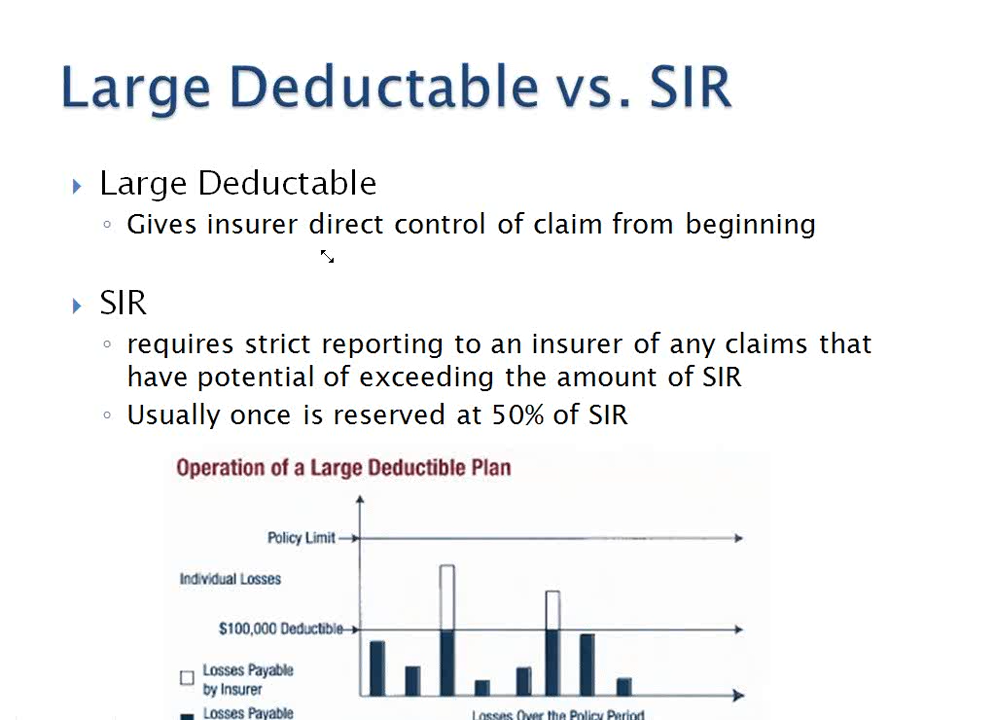 Large Deductable vs. SIR
Large Deductable
Gives insurer direct control of claim from beginning
SIR
requires strict reporting to an insurer of any claims that
have potential of exceeding the amount of SIR
Usually once is reserved at 50% of SIR
Operation of a Large Deductible Plan
Policy Limit
Individual Losses
$100,000 Deductible
Losses Payable
by Insurer
Losses Payable
Losses Over the Policy Period